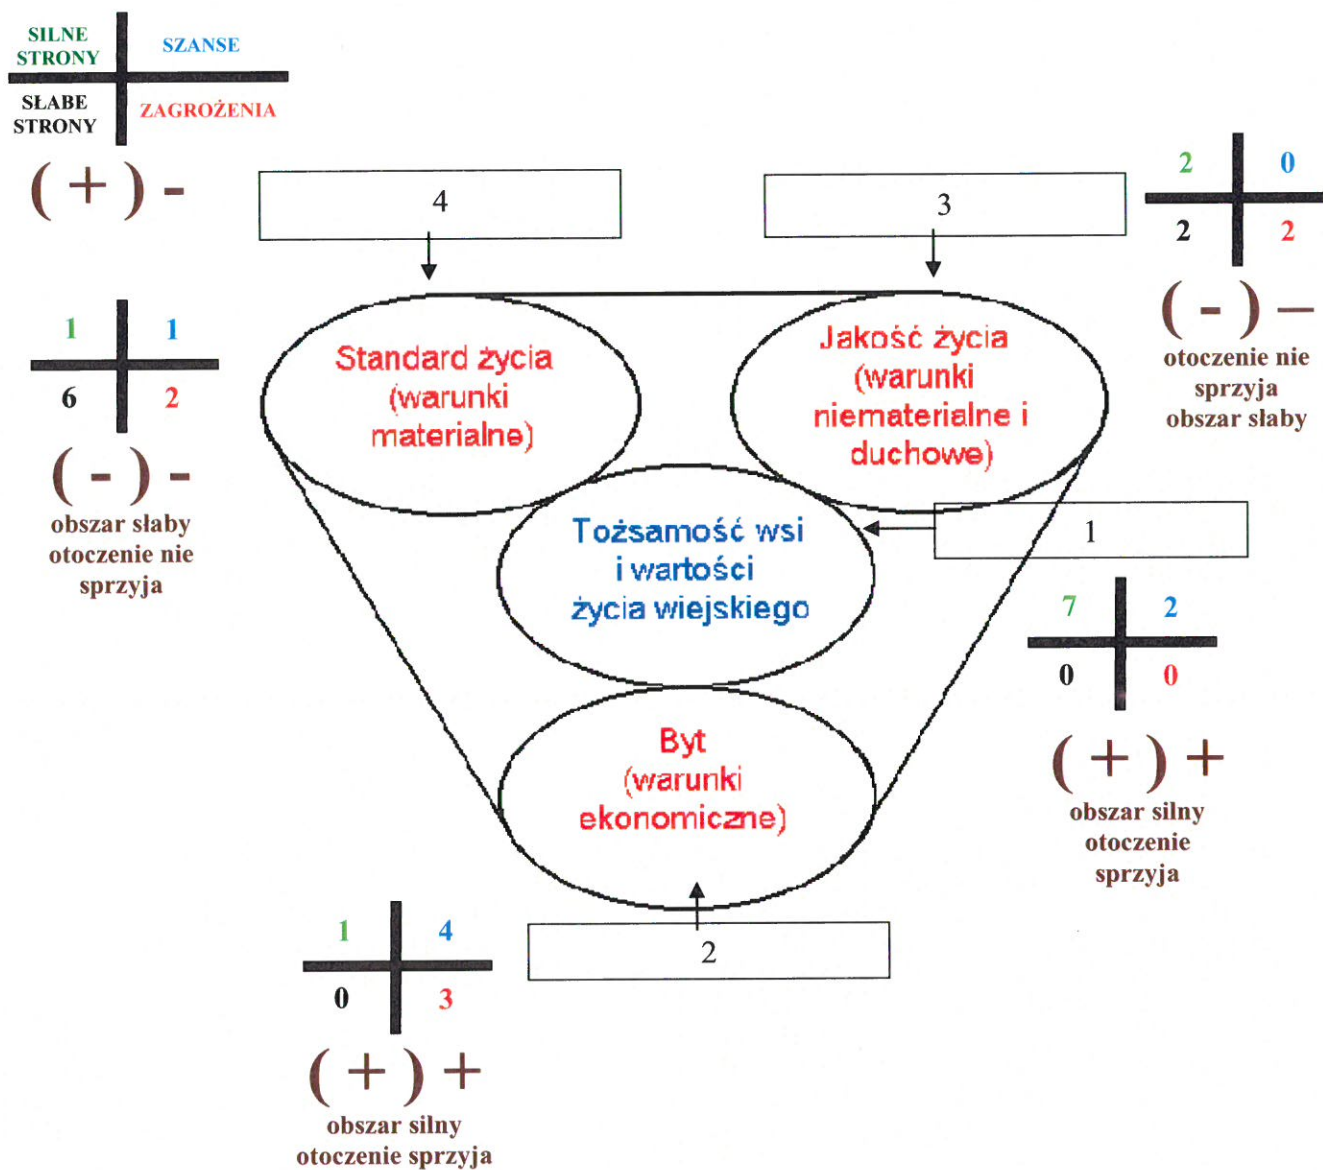 SILNE
STRONY
SZANSE
SŁABE
STRONY
ZAGROŻENIA
( + ) -
4
3
2
0
2
2
( - ) –
otoczenie nie
sprzyja
obszar słaby
1
1
6
2
( - ) -
obszar słaby
otoczenie nie
sprzyja
Standard życia
(warunki
materialne)
Jakość życia
(warunki
niematerialne i
duchowe)
Tożsamość wsi
i wartości
życia wiejskiego
1
7
2
0
0
( + ) +
obszar silny
otoczenie
sprzyja
Byt
(warunki
ekonomiczne)
2
1
4
0
3
( + ) +
obszar silny
otoczenie sprzyja